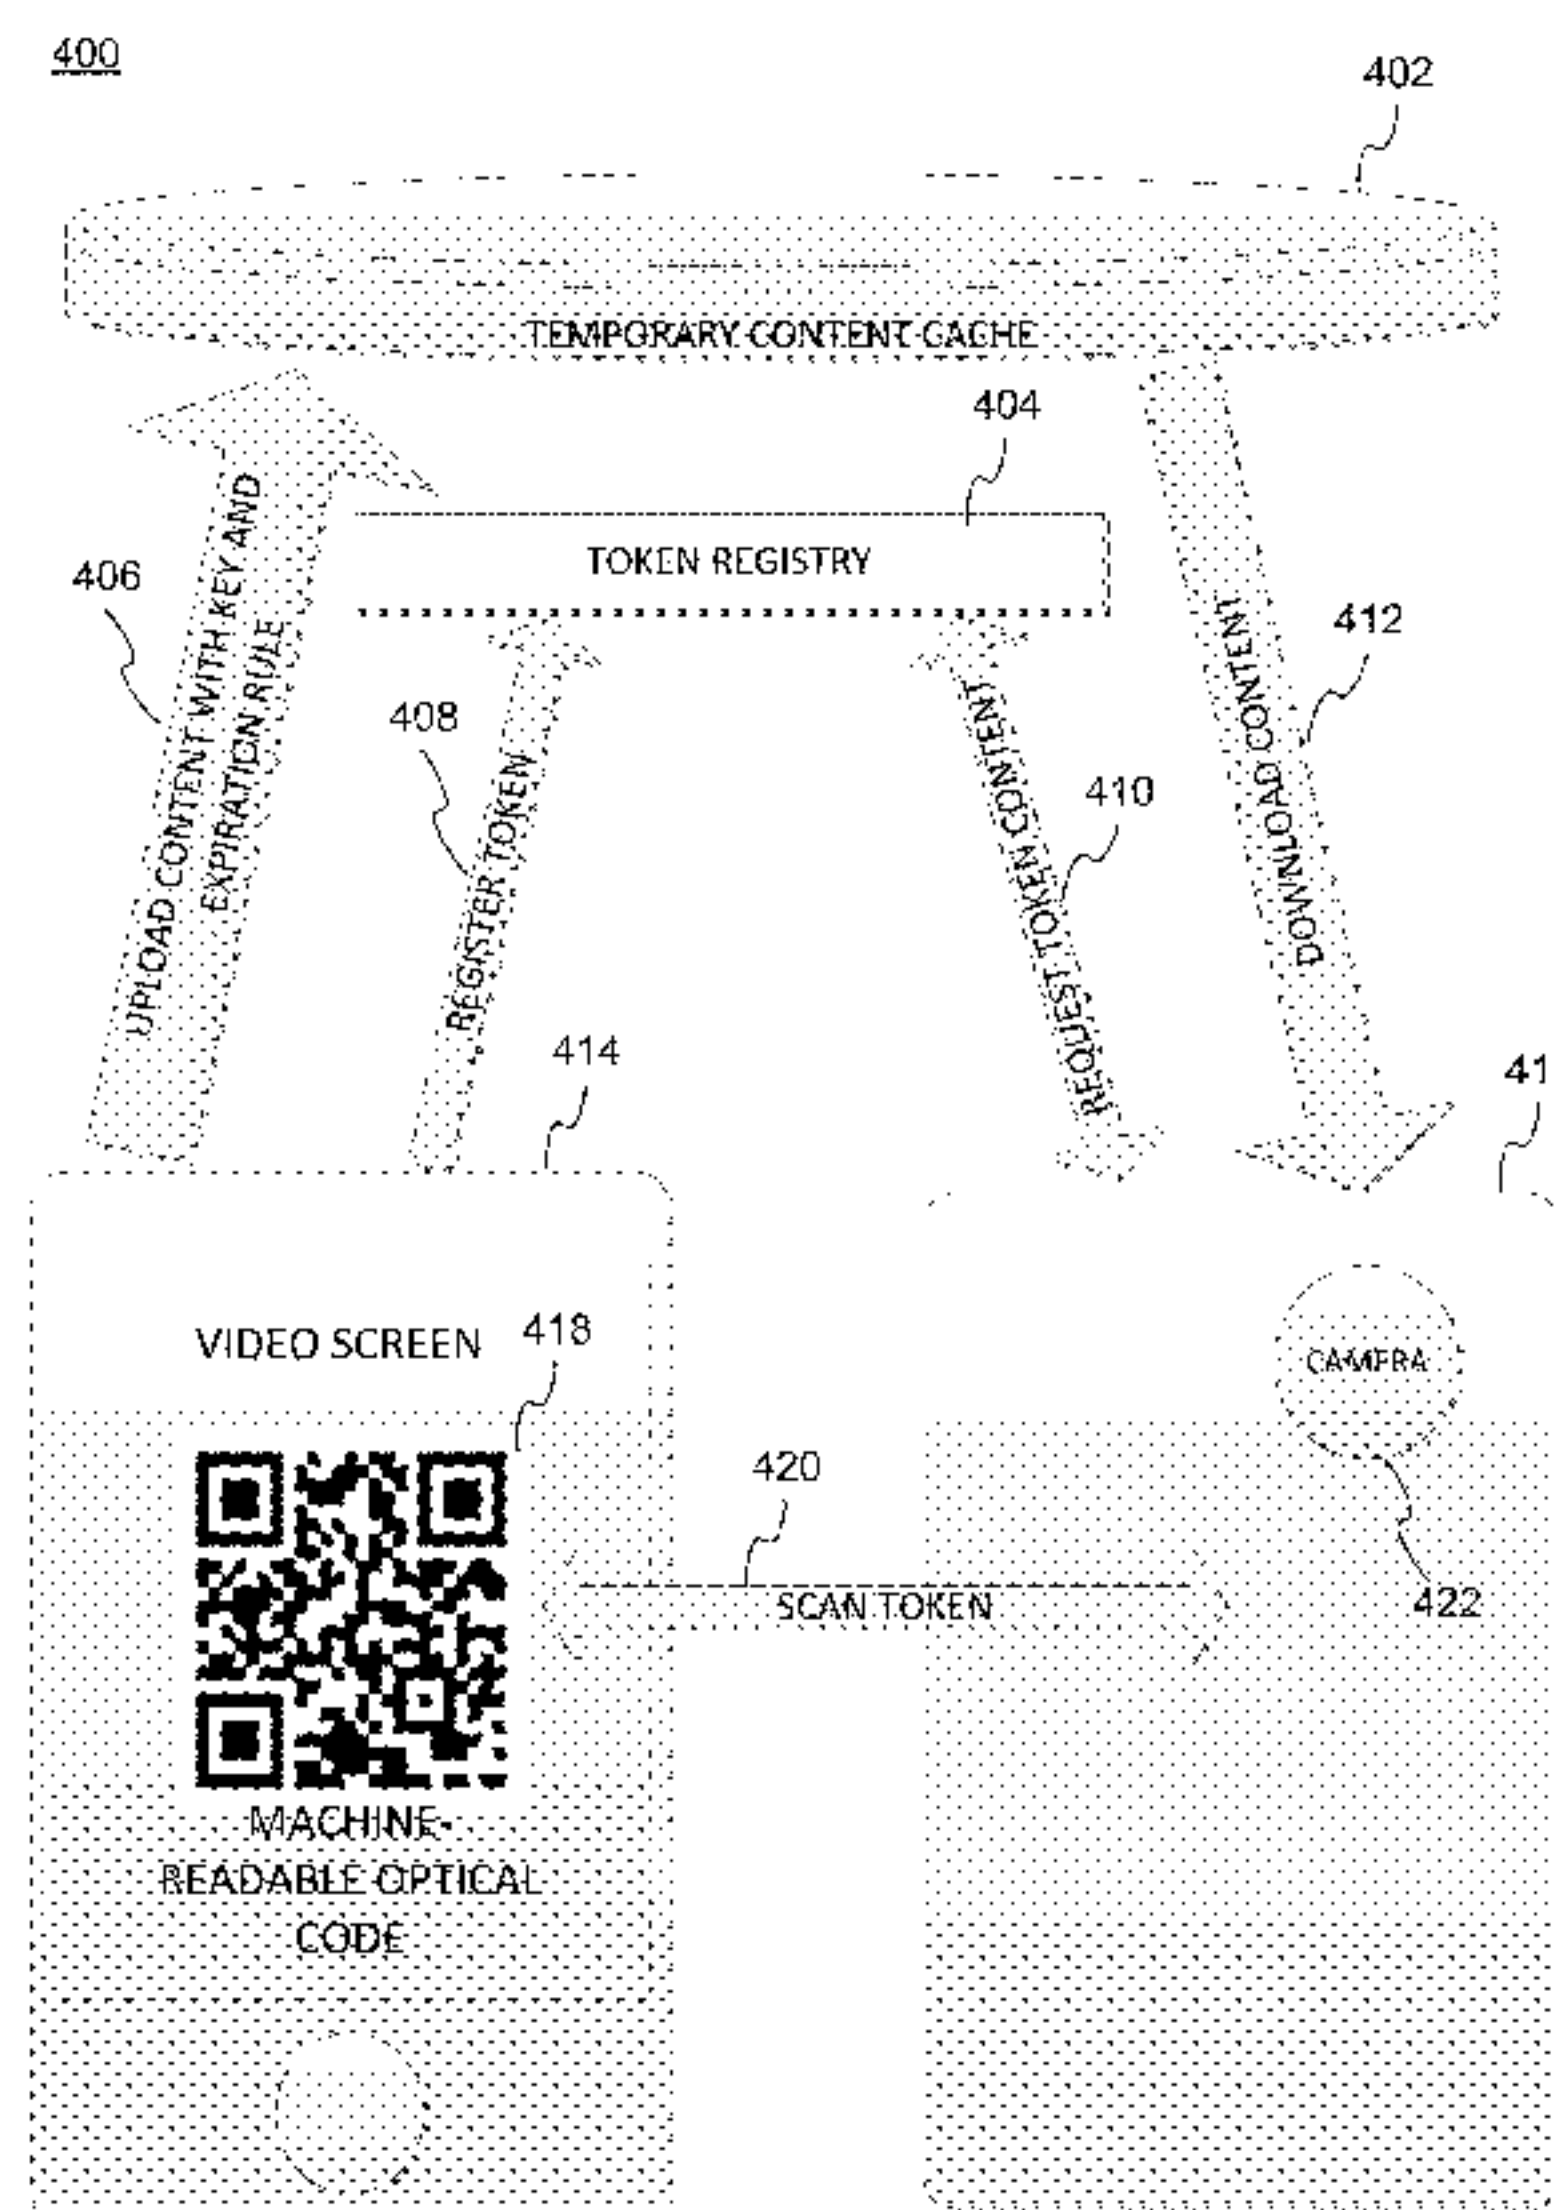 400
402
TEMPORARY CONTENT CACHE
404
TOKEN REGISTRY
406
UPLOAD CONTENT WITH KEY AND
EXPIRATION RULE
408
REGISTER TOKEN
410
REQUEST TOKEN CONTENT
412
DOWNLOAD CONTENT
414
41
VIDEO SCREEN
418
CAMERA
420
SCAN TOKEN
422
MACHINE-
READABLE OPTICAL
CODE